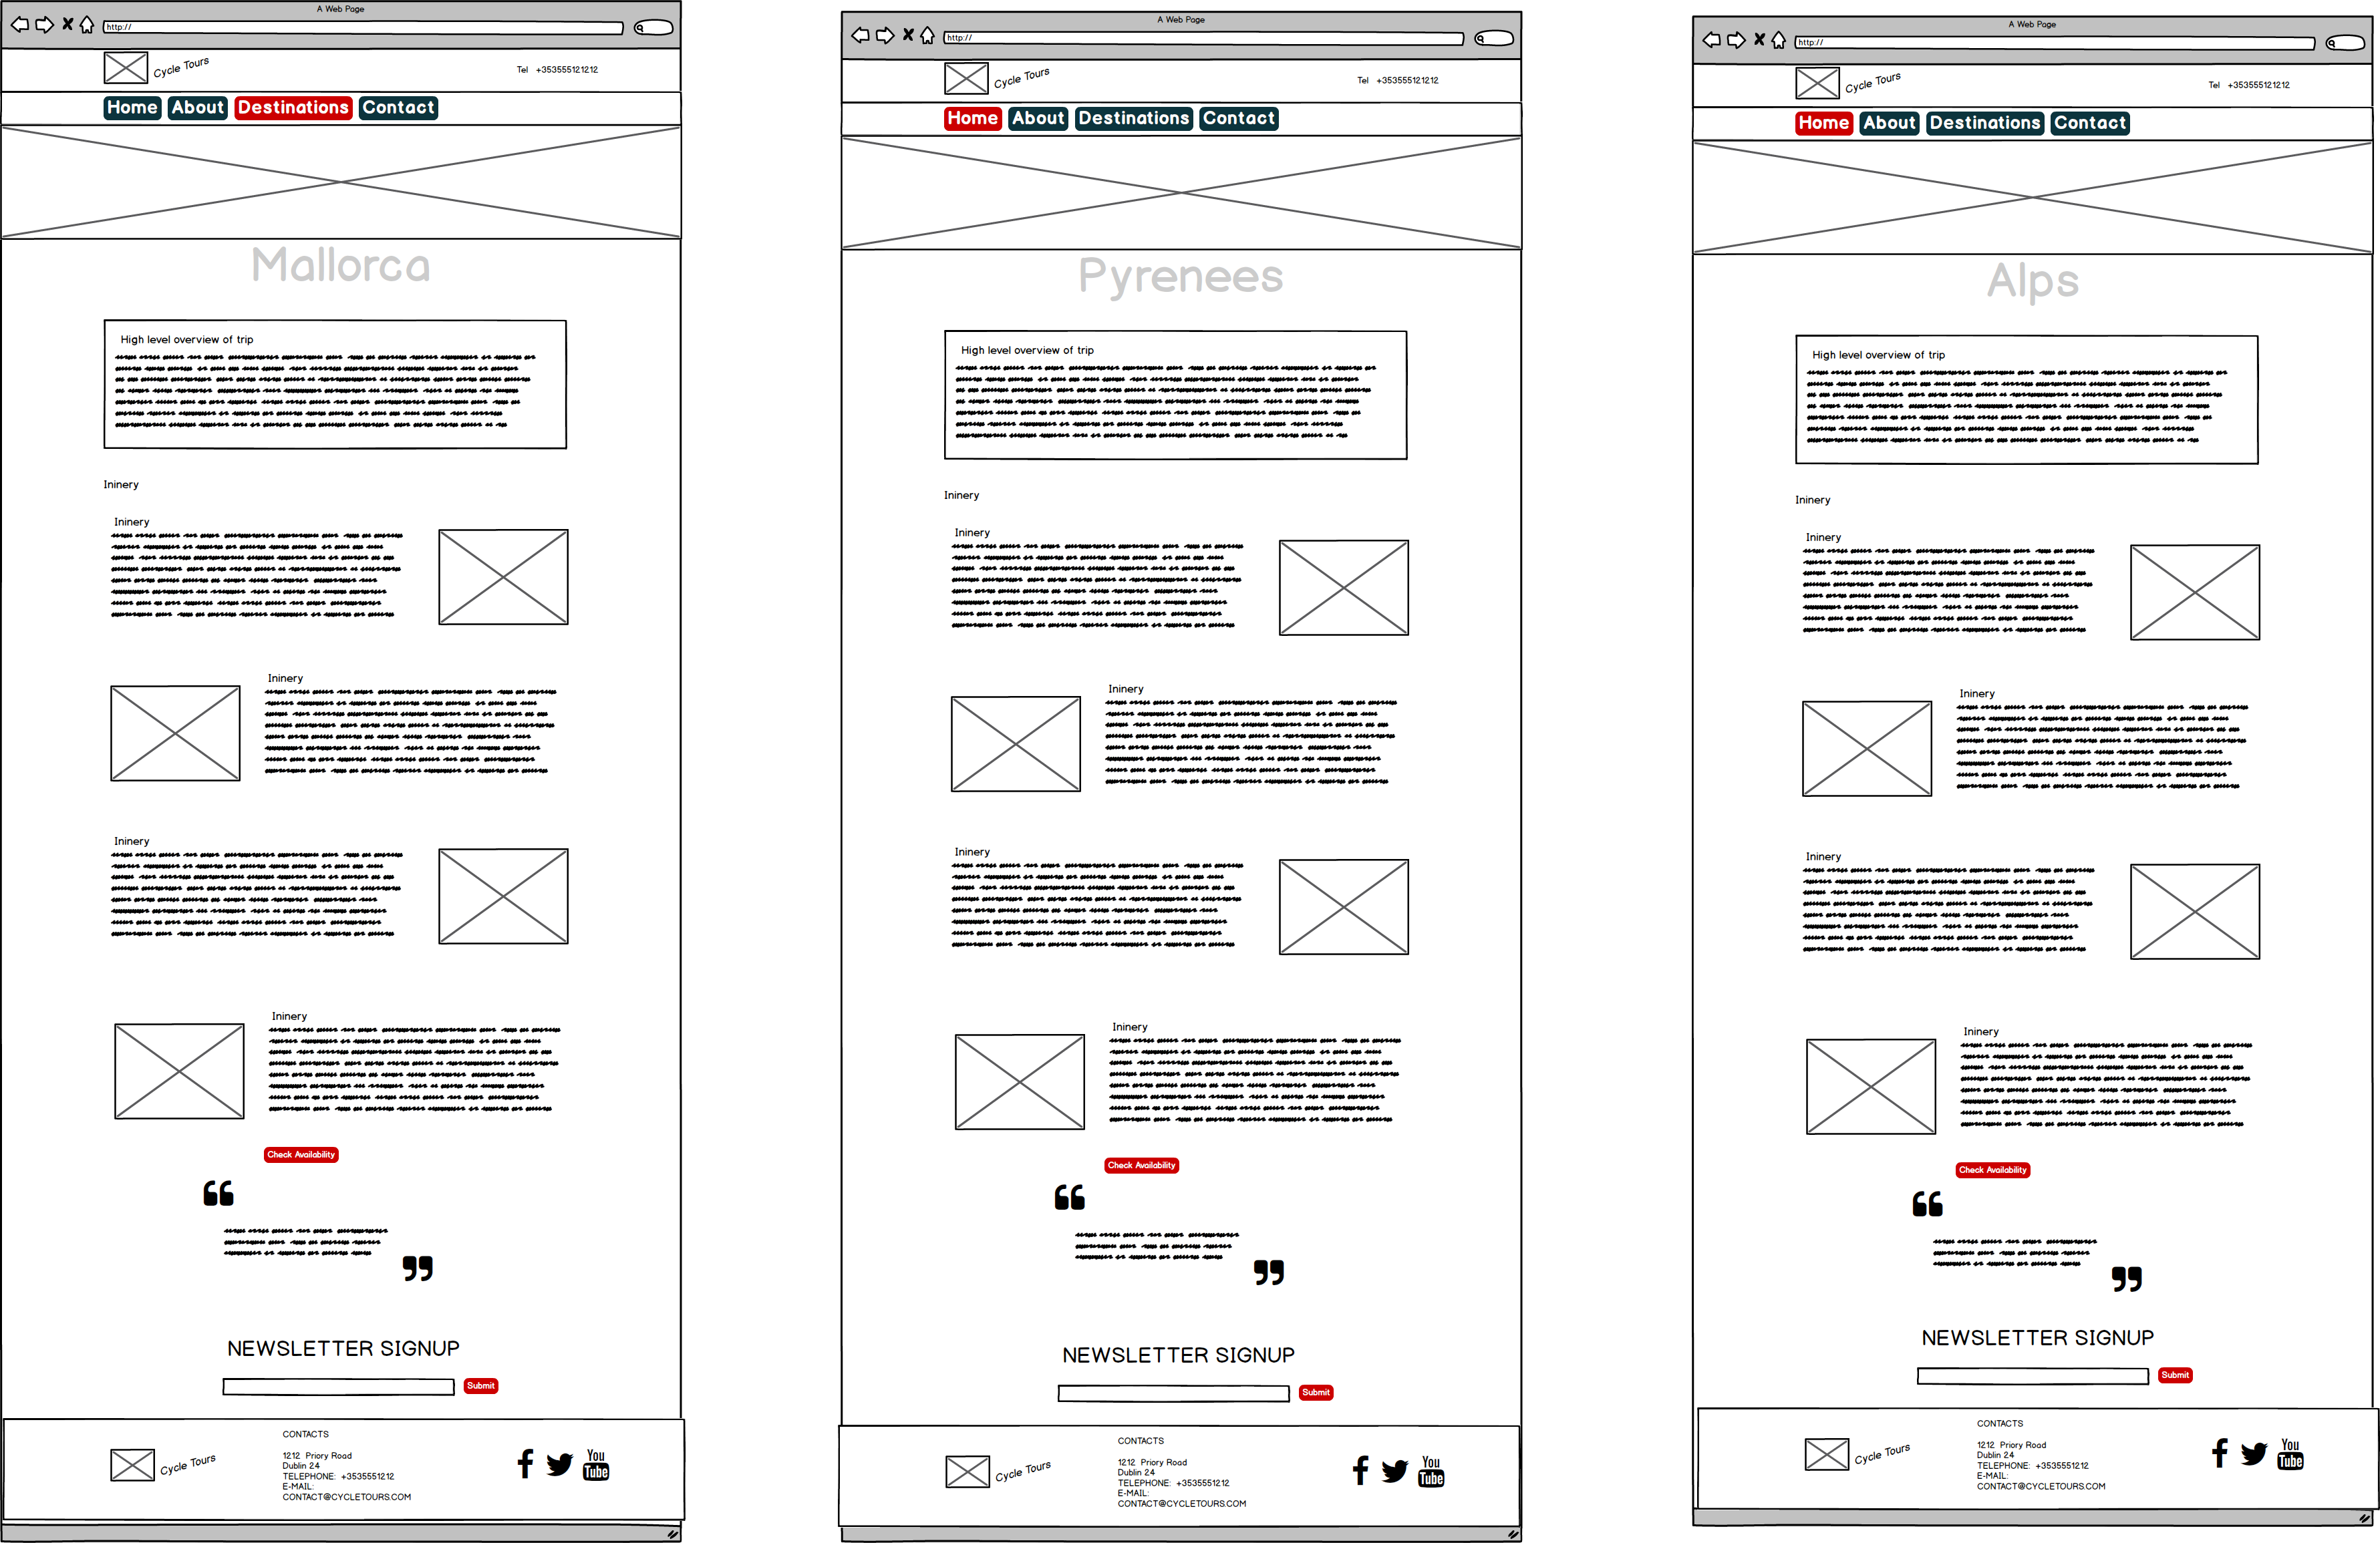 A Web Page
http://
Cycle Tours
Tel +353555121212
Home About Destinations Contact
Mallorca
High level overview of trip
Ininery
Ininery
Ininery
Ininery
Ininery
Check Availability
NEWSLETTER SIGNUP
Submit
Cycle Tours
CONTACTS
1212 Priory Road
Dublin 24
TELEPHONE: +3535551212
E-MAIL:
CONTACT@CYCLETOURS.COM
You
Tube
A Web Page
http://
Cycle Tours
Tel +353555121212
Home About Destinations Contact
Pyrenees
High level overview of trip
Ininery
Ininery
Ininery
Ininery
Ininery
Check Availability
NEWSLETTER SIGNUP
Submit
Cycle Tours
CONTACTS
1212 Priory Road
Dublin 24
TELEPHONE: +3535551212
E-MAIL:
CONTACT@CYCLETOURS.COM
You
Tube
A Web Page
http://
Cycle Tours
Tel +353555121212
Home About Destinations Contact
Alps
High level overview of trip
Ininery
Ininery
Ininery
Ininery
Ininery
Check Availability
NEWSLETTER SIGNUP
Submit
Cycle Tours
CONTACTS
1212 Priory Road
Dublin 24
TELEPHONE: +3535551212
E-MAIL:
CONTACT@CYCLETOURS.COM
You
Tube